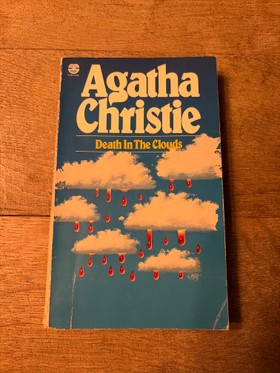 Agatha
Christie
Death In The Clouds